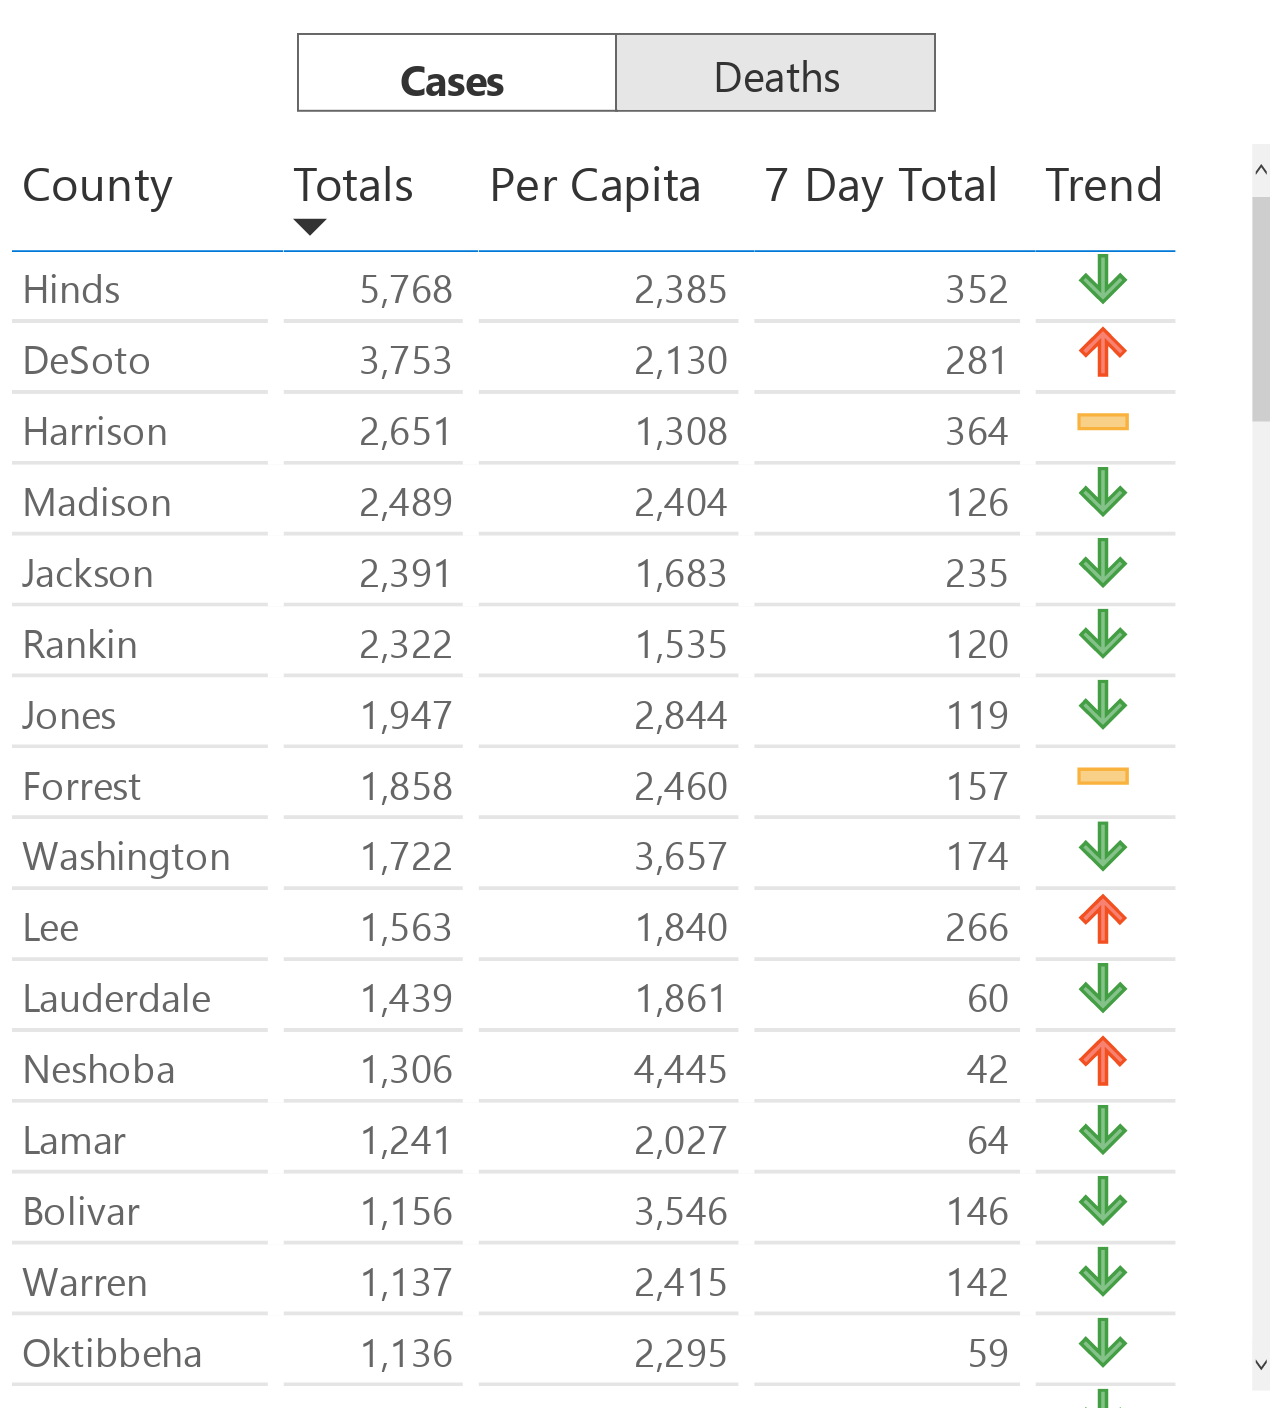 Cases Deaths
County Totals Per Capita 7 Day Total Trend
Hinds 5,768 2,385 352
DeSoto 3,753 2,130 281
Harrison 2,651 1,308 364
Madison 2,489 2,404 126
Jackson 2,391 1,683 235
Rankin 2,322 1,535 120
Jones 1,947 2,844 119
Forrest 1,858 2,460 157
Washington 1,722 3,657 174
Lee 1,563 1,840 266
Lauderdale 1,439 1,861 60
Neshoba 1,306 4,445 42
Lamar 1,241 2,027 64
Bolivar 1,156 3,546 146
Warren 1,137 2,415 142
Oktibbeha 1,136 2,295 59